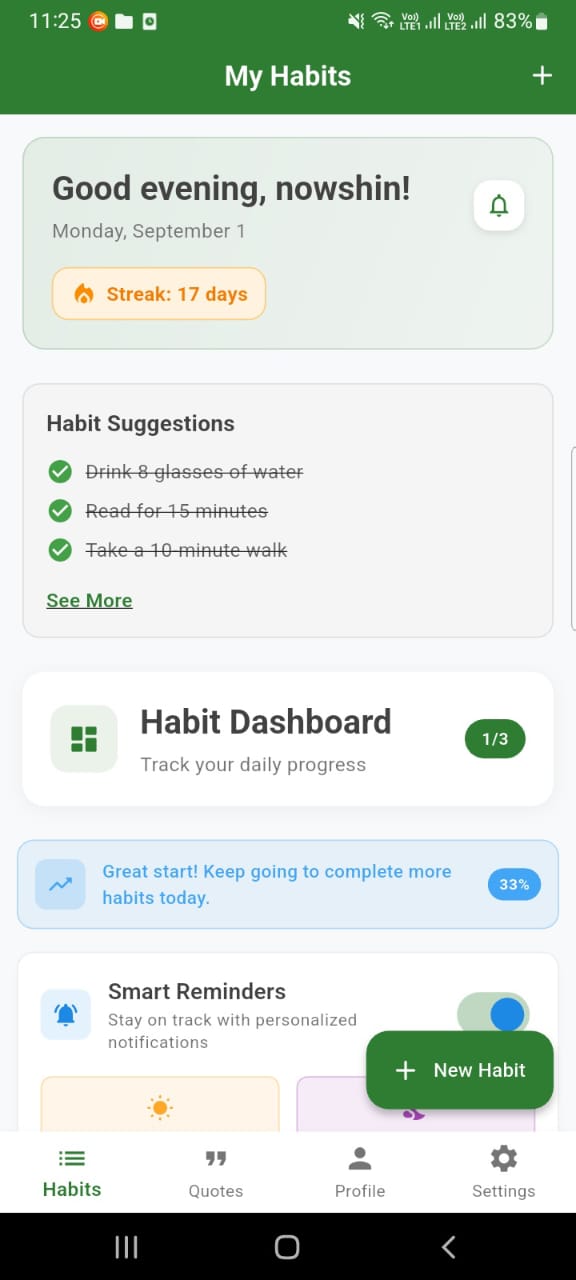 11:25
Vo)) LTE1 Vo)) LTE2 83%
My Habits
+
Good evening, nowshin!
Monday, September 1
Streak: 17 days
Habit Suggestions
Drink 8 glasses of water
Read for 15 minutes
Take a 10-minute walk
See More
Habit Dashboard
1/3
Track your daily progress
Great start! Keep going to complete more
habits today.
33%
Smart Reminders
Stay on track with personalized
notifications
+ New Habit
Habits
Quotes
Profile
Settings